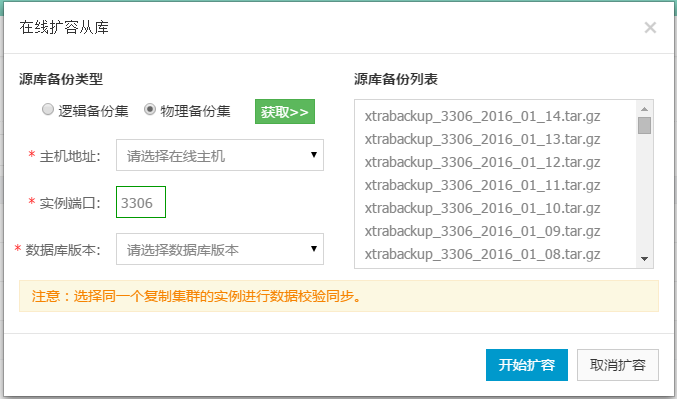 在线扩容从库
×
源库备份类型
逻辑备份集 物理备份集 获取>>
* 主机地址: 请选择在线主机
* 实例端口: 3306
* 数据库版本: 请选择数据库版本
源库备份列表
xtrabackup_3306_2016_01_14.tar.gz
xtrabackup_3306_2016_01_13.tar.gz
xtrabackup_3306_2016_01_12.tar.gz
xtrabackup_3306_2016_01_11.tar.gz
xtrabackup_3306_2016_01_10.tar.gz
xtrabackup_3306_2016_01_09.tar.gz
xtrabackup_3306_2016_01_08.tar.gz
注意：选择同一个复制集群的实例进行数据校验同步。
开始扩容 取消扩容